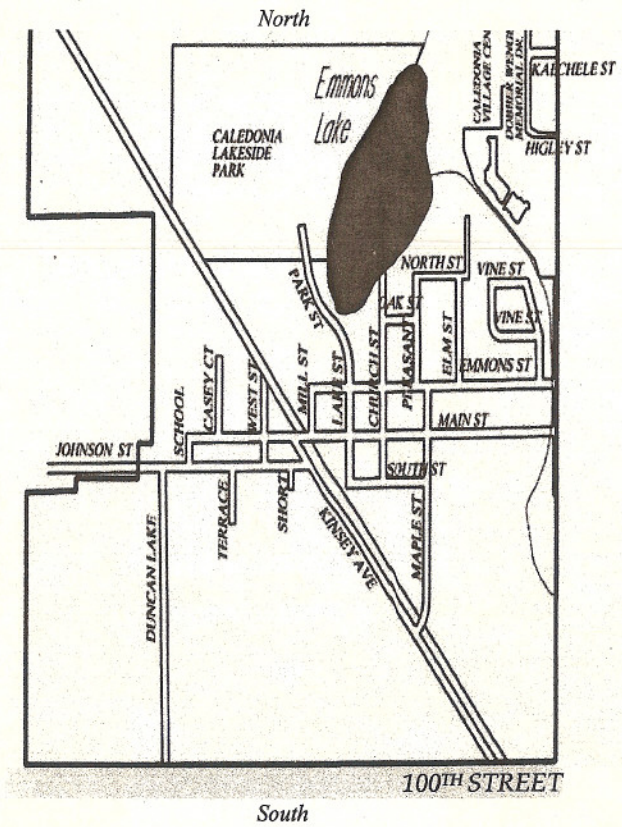 North
CALEDONIA
VILLAGE CEN
DOBBER WENG
MEMORIAL DR.
KAECHELE ST
HIGLEY ST
Emmons
Lake
CALEDONIA
LAKESIDE
PARK
NORTH ST
VINE ST
PARK ST
OAK ST
VINE ST
PLEASANT
ELM ST
EMMONS ST
MILL ST
LAKE ST
CHURCH ST
CASEY CT
WEST ST
SCHOOL
MAIN ST
JOHNSON ST
SOUTH ST
TERRACE
SHORT
KINSEY AVE
MAPLE ST
DUNCAN LAKE
100TH STREET
South